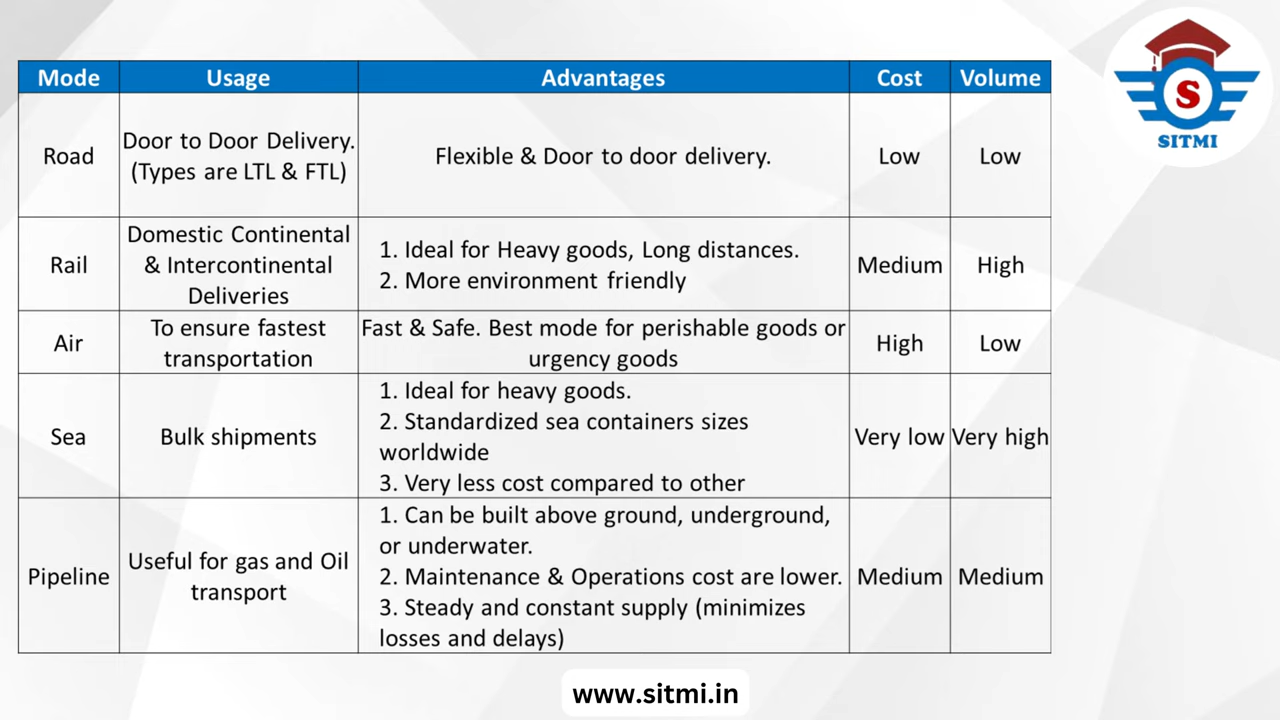 Mode Usage Advantages Cost Volume
Road
Door to Door Delivery.
(Types are LTL & FTL)
Flexible & Door to door delivery.
Low
Low
Rail
Domestic Continental
& Intercontinental
Deliveries
1. Ideal for Heavy goods, Long distances.
2. More environment friendly
Medium
High
Air
To ensure fastest
transportation
Fast & Safe. Best mode for perishable goods or
urgency goods
High
Low
Sea
Bulk shipments
1. Ideal for heavy goods.
2. Standardized sea containers sizes
worldwide
3. Very less cost compared to other
Very low
Very high
Pipeline
Useful for gas and Oil
transport
1. Can be built above ground, underground,
or underwater.
2. Maintenance & Operations cost are lower.
3. Steady and constant supply (minimizes
losses and delays)
Medium
Medium
S
SITMI
www.sitmi.in